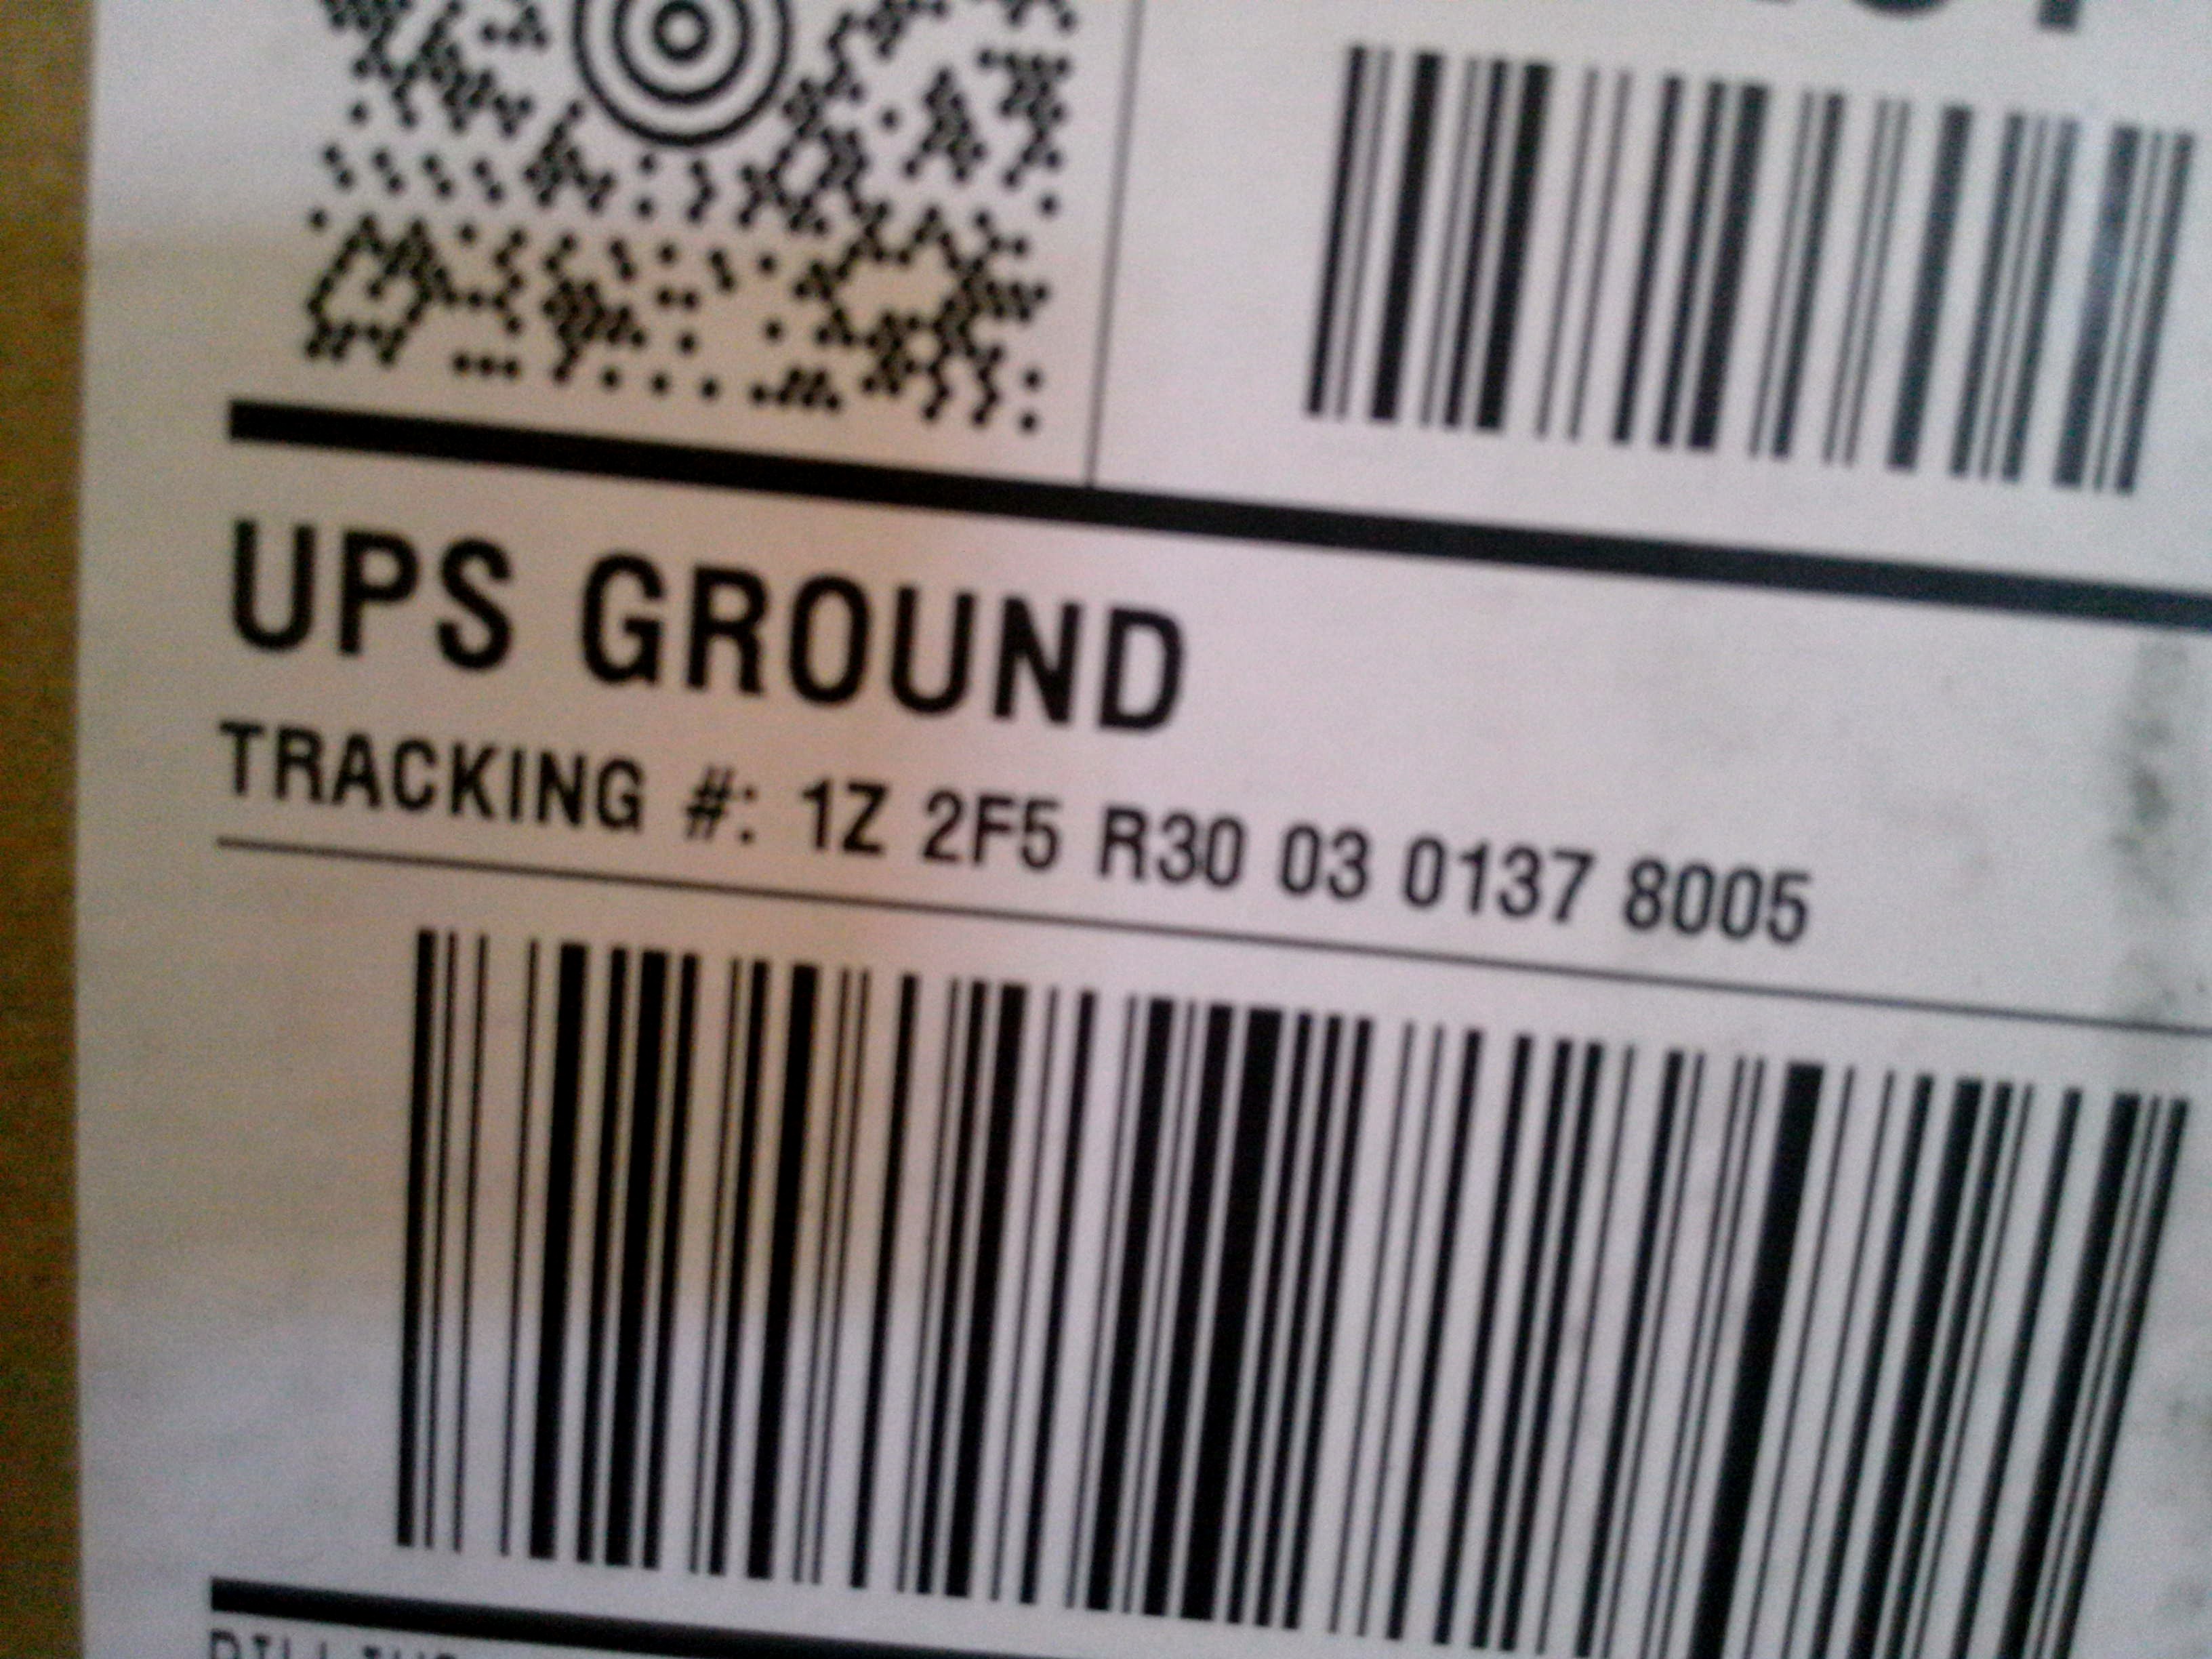 UPS GROUND
TRACKING #: 1Z 2F5 R30 03 0137 8005